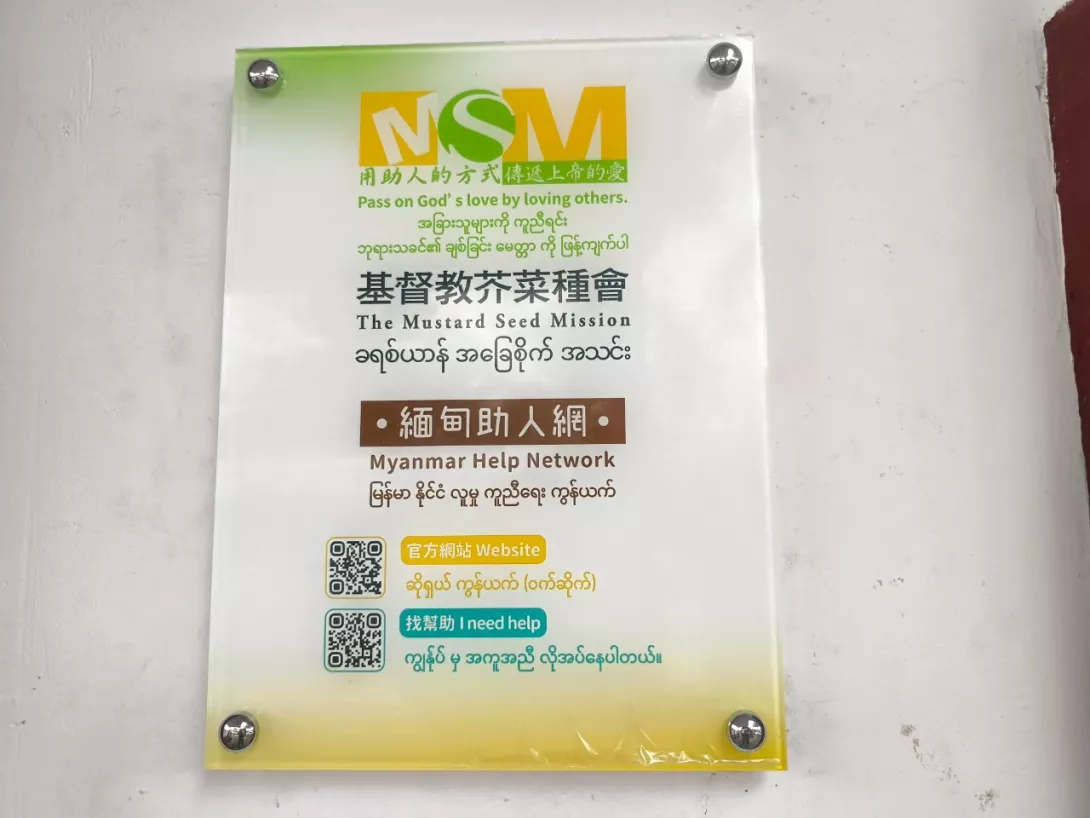 MSM
用助人的方式傳遞上帝的愛
Pass on God's love by loving others.
အခြားသူများကို ကူညီရင်း
ဘုရားသခင်၏ ချစ်ခြင်း မေတ္တာ ကို ဖြန့်ကျက်ပါ
基督教芥菜種會
The Mustard Seed Mission
ခရစ်ယာန် အခြေစိုက် အသင်း
•緬甸助人網•
Myanmar Help Network
မြန်မာ နိုင်ငံ လူမှု ကူညီရေး ကွန်ယက်
官方網站 Website
ဆိုရှယ် ကွန်ယက် (ဝက်ဆိုက်)
找幫助 I need help
ကျွန်ုပ် မှ အကူအညီ လိုအပ်နေပါတယ်။